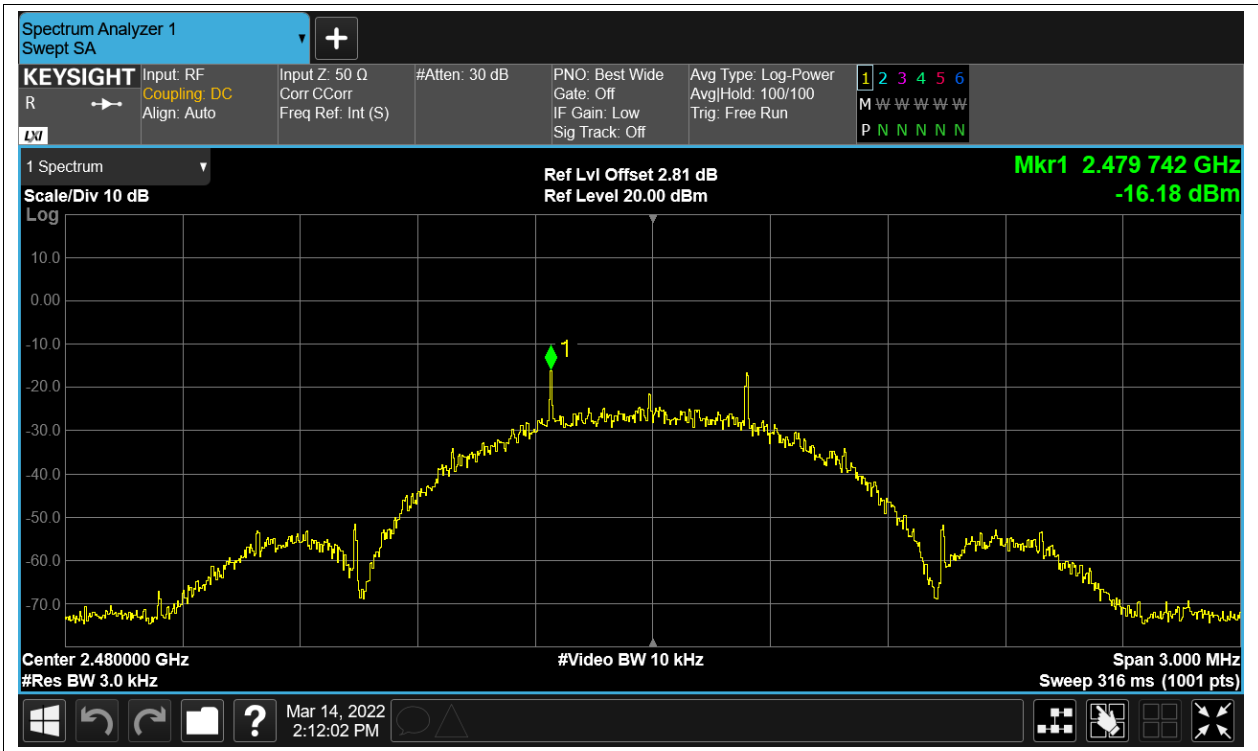 Spectrum Analyzer 1
Swept SA
KEYSIGHT
R
LXI
Input: RF
Coupling: DC
Align: Auto
Input Z: 50 Ω
Corr CCorr
Freq Ref: Int (S)
#Atten: 30 dB
PNO: Best Wide
Gate: Off
IF Gain: Low
Sig Track: Off
Avg Type: Log-Power
Avg|Hold: 100/100
Trig: Free Run
1 2 3 4 5 6
M W W W W W
P N N N N N
1 Spectrum
Scale/Div 10 dB
Log
Ref Lvl Offset 2.81 dB
Ref Level 20.00 dBm
Mkr1 2.479 742 GHz
-16.18 dBm
10.0
0.00
-10.0
1
-20.0
-30.0
-40.0
-50.0
-60.0
-70.0
Center 2.480000 GHz
#Video BW 10 kHz
Span 3.000 MHz
#Res BW 3.0 kHz
Sweep 316 ms (1001 pts)
?
Mar 14, 2022
2:12:02 PM